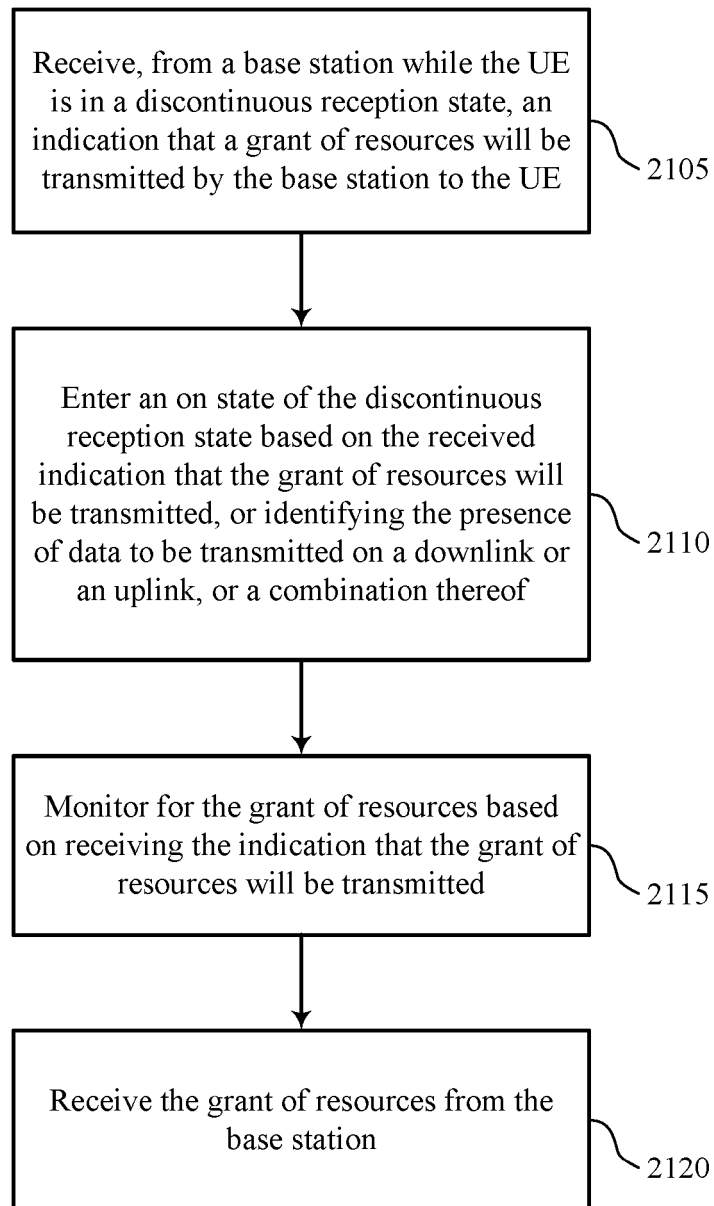 Receive, from a base station while the UE
is in a discontinuous reception state, an
indication that a grant of resources will be
transmitted by the base station to the UE
2105
Enter an on state of the discontinuous
reception state based on the received
indication that the grant of resources will
be transmitted, or identifying the presence
of data to be transmitted on a downlink or
an uplink, or a combination thereof
2110
Monitor for the grant of resources based
on receiving the indication that the grant of
resources will be transmitted
2115
Receive the grant of resources from the
base station
2120